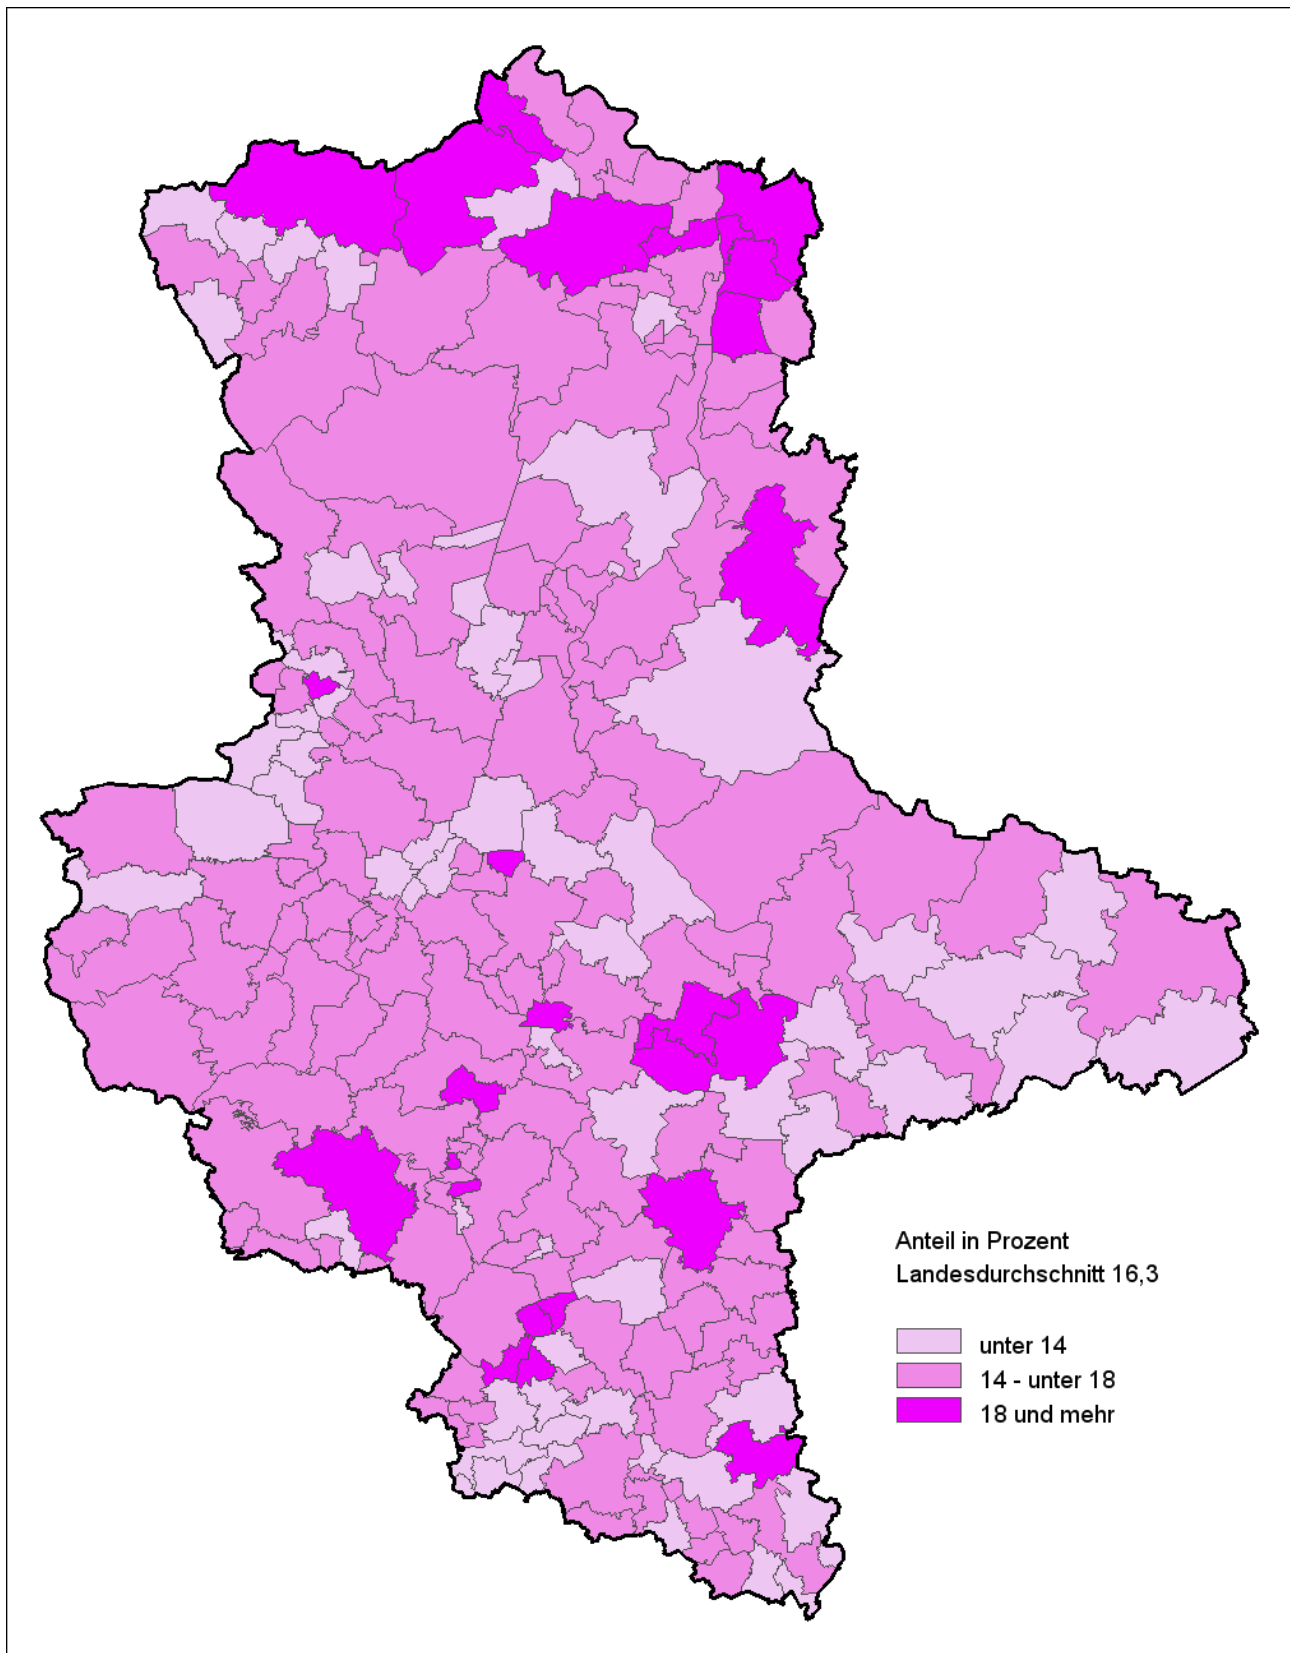 Anteil in Prozent
Landesdurchschnitt 16,3
unter 14
14 - unter 18
18 und mehr